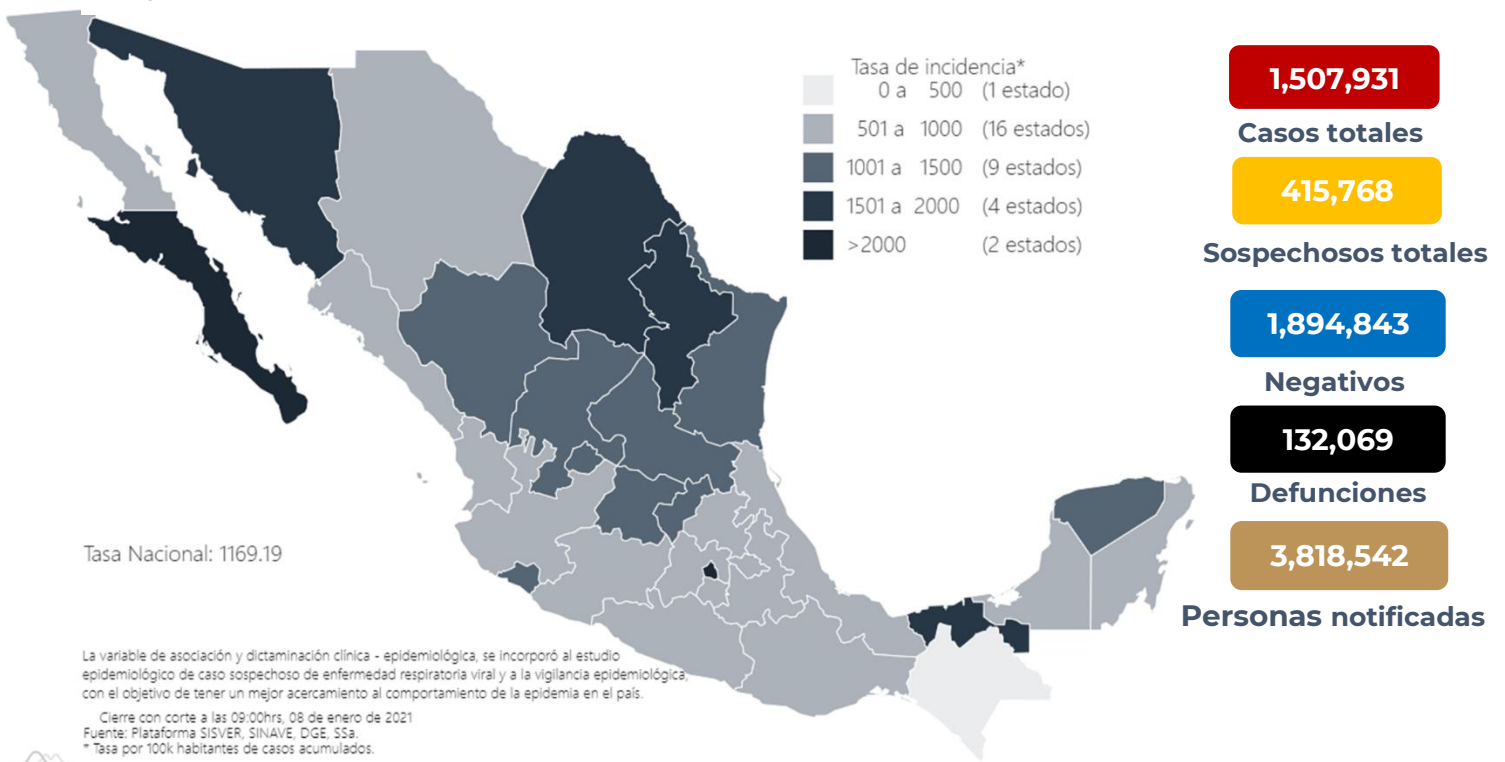 Tasa de incidencia*
0 a 500 (1 estado)
501 a 1000 (16 estados)
1001 a 1500 (9 estados)
1501 a 2000 (4 estados)
>2000 (2 estados)
1,507,931
Casos totales
415,768
Sospechosos totales
1,894,843
Negativos
132,069
Defunciones
3,818,542
Personas notificadas
Tasa Nacional: 1169.19
La variable de asociación y dictaminación clínica - epidemiológica, se incorporó al estudio
epidemiológico de caso sospechoso de enfermedad respiratoria viral y a la vigilancia epidemiológica,
con el objetivo de tener un mejor acercamiento al comportamiento de la epidemia en el país.
Cierre con corte a las 09:00hrs, 08 de enero de 2021
Fuente: Plataforma SISVER, SINAVE, DGE, SSa.
* Tasa por 100k habitantes de casos acumulados.